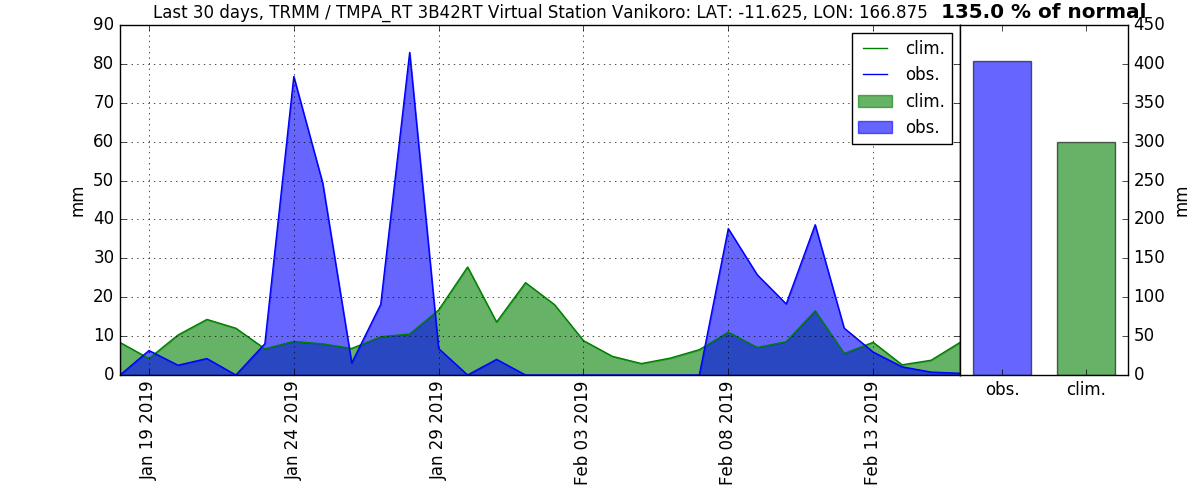 Last 30 days, TRMM / TMPA_RT 3B42RT Virtual Station Vanikoro: LAT: -11.625, LON: 166.875 135.0 % of normal
90
80
70
60
50
40
30
20
10
0
mm
clim.
obs.
clim.
obs.
Jan 19 2019
Jan 24 2019
Jan 29 2019
Feb 03 2019
Feb 08 2019
Feb 13 2019
450
400
350
300
250
200
150
100
50
0
mm
obs. clim.